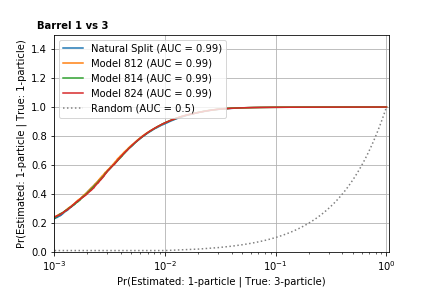 Barrel 1 vs 3
Pr(Estimated: 1-particle | True: 1-particle)
1.4
1.2
1.0
0.8
0.6
0.4
0.2
0.0
Natural Split (AUC = 0.99)
Model 812 (AUC = 0.99)
Model 814 (AUC = 0.99)
Model 824 (AUC = 0.99)
Random (AUC = 0.5)
10⁻³ 10⁻² 10⁻¹ 10⁰
Pr(Estimated: 1-particle | True: 3-particle)